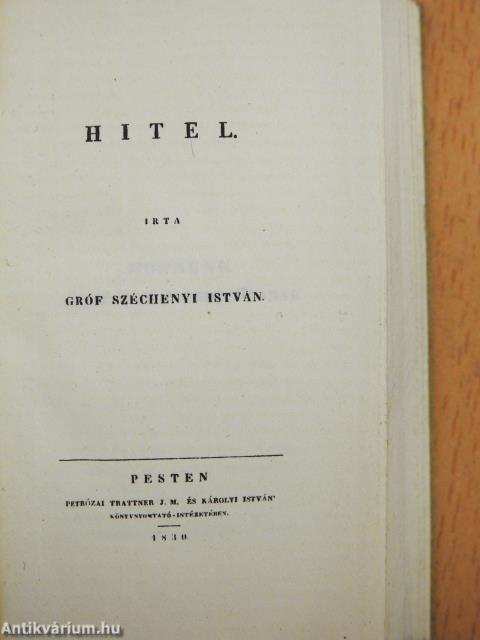 HITEL.
IRTA
GRÓF SZÉCHENYI ISTVÁN.
PESTEN
PETRÓZAI TRATTNER J. M. ÉS KÁROLYI ISTVÁN'
KÖNYVNYOMTATÓ-INTÉZETÉBEN.
1830.
Antikvárium.hu